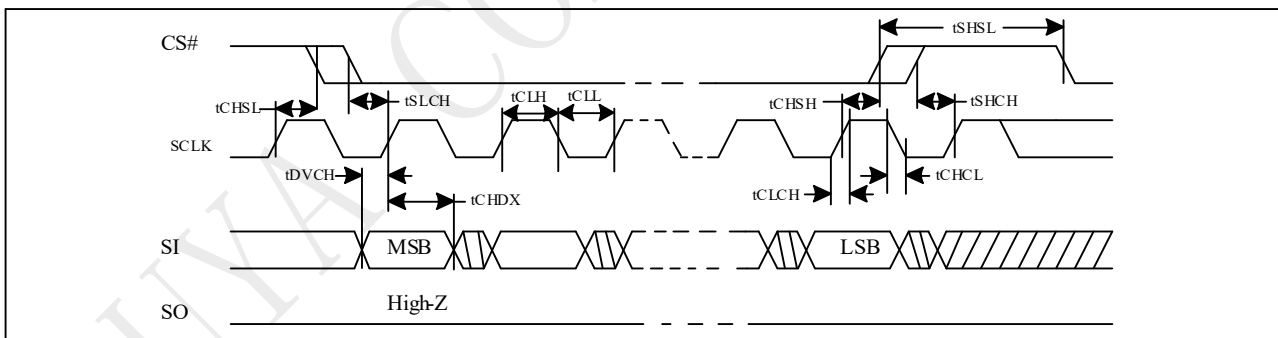 CS#
tSHSL
tCHSL
tSLCH
tCLH
tCLL
tCHSH
tSHCH
SCLK
tDVCH
tCHDX
tCLCH
tCHCL
SI
MSB
LSB
SO
High-Z